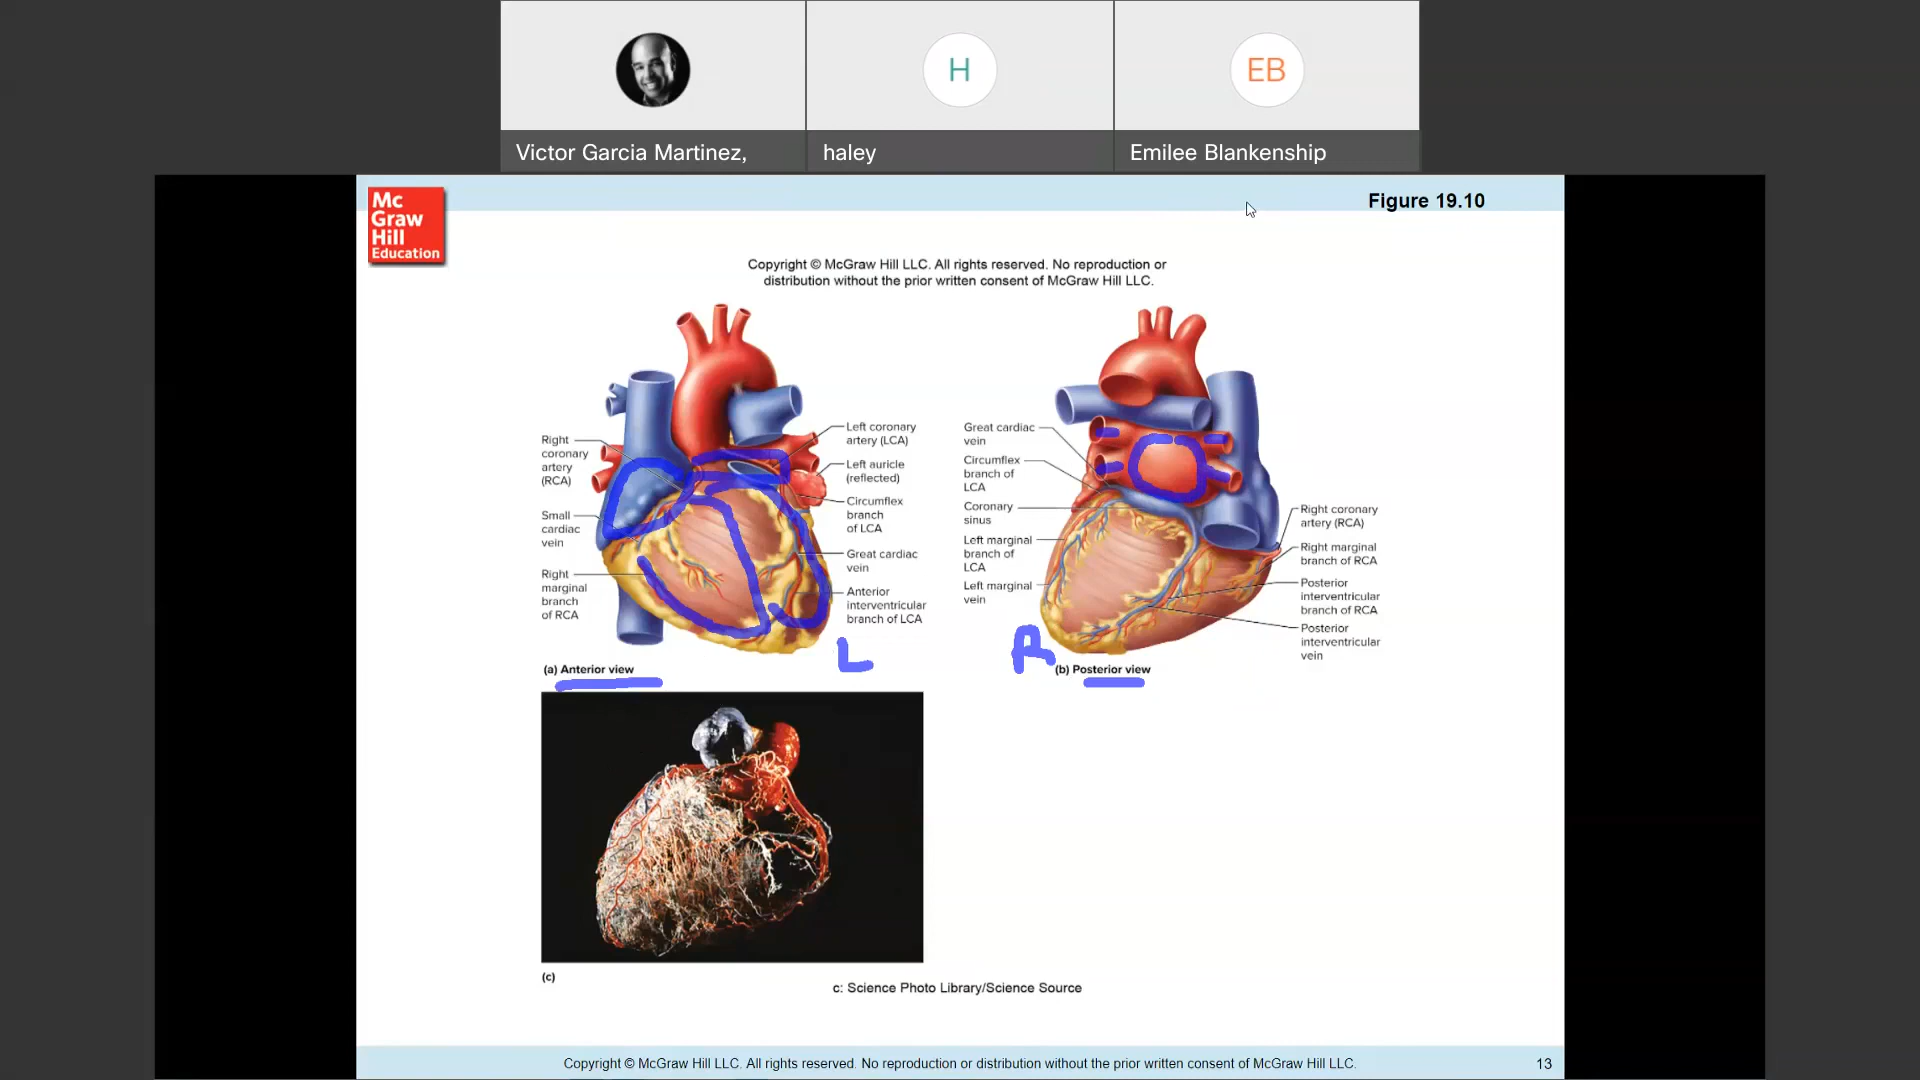 H
EB
Victor Garcia Martinez,
haley
Emilee Blankenship
Mc
Graw
Hill
Education
Figure 19.10
Copyright © McGraw Hill LLC. All rights reserved. No reproduction or
distribution without the prior written consent of McGraw Hill LLC.
Right
coronary
artery
(RCA)
Small
cardiac
vein
Right
marginal
branch
of RCA
Left coronary
artery (LCA)
Left auricle
(reflected)
Circumflex
branch
of LCA
Great cardiac
vein
Anterior
interventricular
branch of LCA
L
(a) Anterior view
Great cardiac
vein
Circumflex
branch of
LCA
Coronary
sinus
Left marginal
branch of
LCA
Left marginal
vein
Right coronary
artery (RCA)
Right marginal
branch of RCA
Posterior
interventricular
branch of RCA
Posterior
interventricular
vein
R
(b) Posterior view
(c)
c: Science Photo Library/Science Source
Copyright © McGraw Hill LLC. All rights reserved. No reproduction or distribution without the prior written consent of McGraw Hill LLC.
13